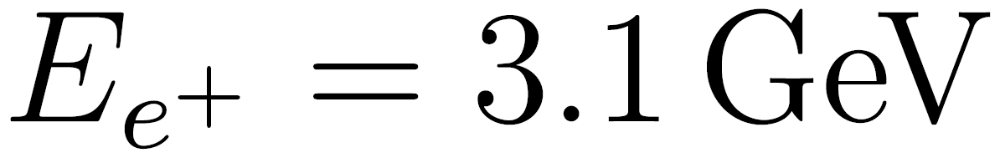 E_{e^+} = 3.1 GeV